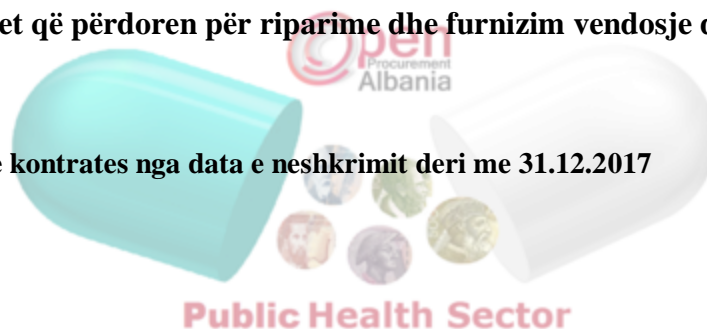 et që përdoren për riparime dhe furnizim vendosje
Open
Procurement
Albania
kontrates nga data e neshkrimit deri me 31.12.2017
Public Health Sector